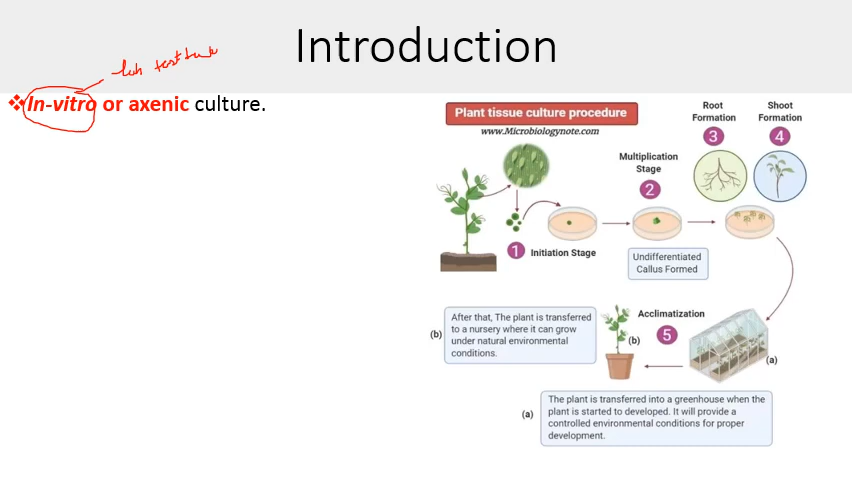 Introduction
lab test tube
❖In-vitro or axenic culture.
Plant tissue culture procedure
www.Microbiologynote.com
Root
Formation
3
Shoot
Formation
4
Multiplication
Stage
2
1 Initiation Stage
Undifferentiated
Callus Formed
Acclimatization
5
(b)
(a)
(b) After that, The plant is transferred
to a nursery where it can grow
under natural environmental
conditions.
(a) The plant is transferred into a greenhouse when the
plant is started to developed. It will provide a
controlled environmental conditions for proper
development.